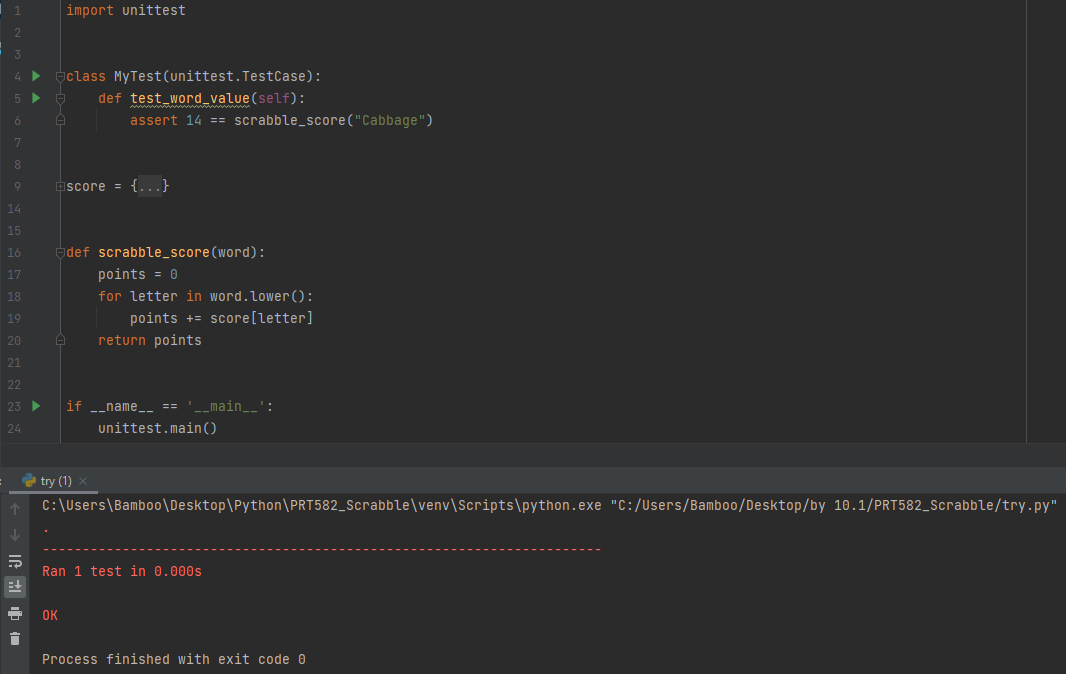 1 import unittest
2
3
4 class MyTest(unittest.TestCase):
5     def test_word_value(self):
6         assert 14 == scrabble_score("Cabbage")
7
8
9 score = {...}
14
15
16 def scrabble_score(word):
17     points = 0
18     for letter in word.lower():
19         points += score[letter]
20     return points
21
22
23 if __name__ == '__main__':
24     unittest.main()
: try (1) ×
C:\Users\Bamboo\Desktop\Python\PRT582_Scrabble\venv\Scripts\python.exe "C:/Users/Bamboo/Desktop/by 10.1/PRT582_Scrabble/try.py"
.
----------------------------------------------------------------------
Ran 1 test in 0.000s
OK
Process finished with exit code 0